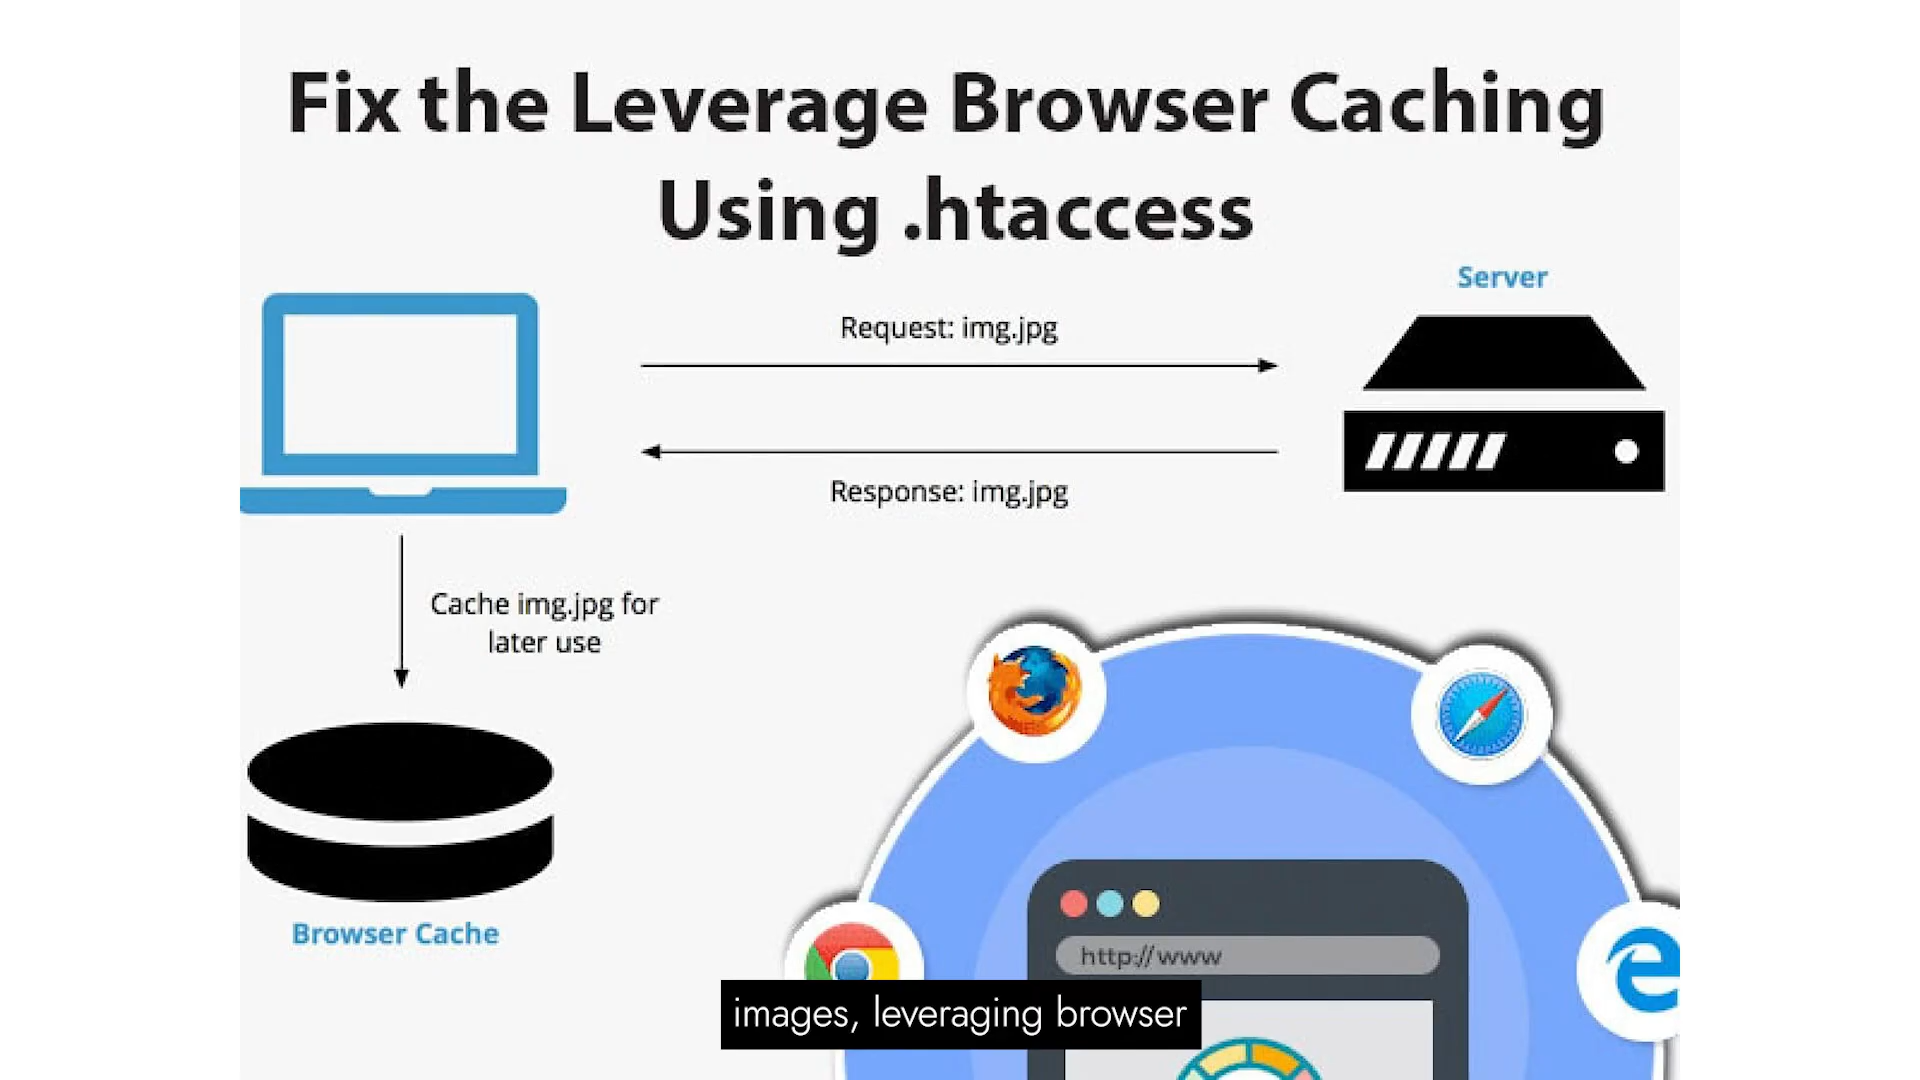 Fix the Leverage Browser Caching
Using .htaccess
Server
Request: img.jpg
Response: img.jpg
Cache img.jpg for
later use
Browser Cache
http://www
images, leveraging browser